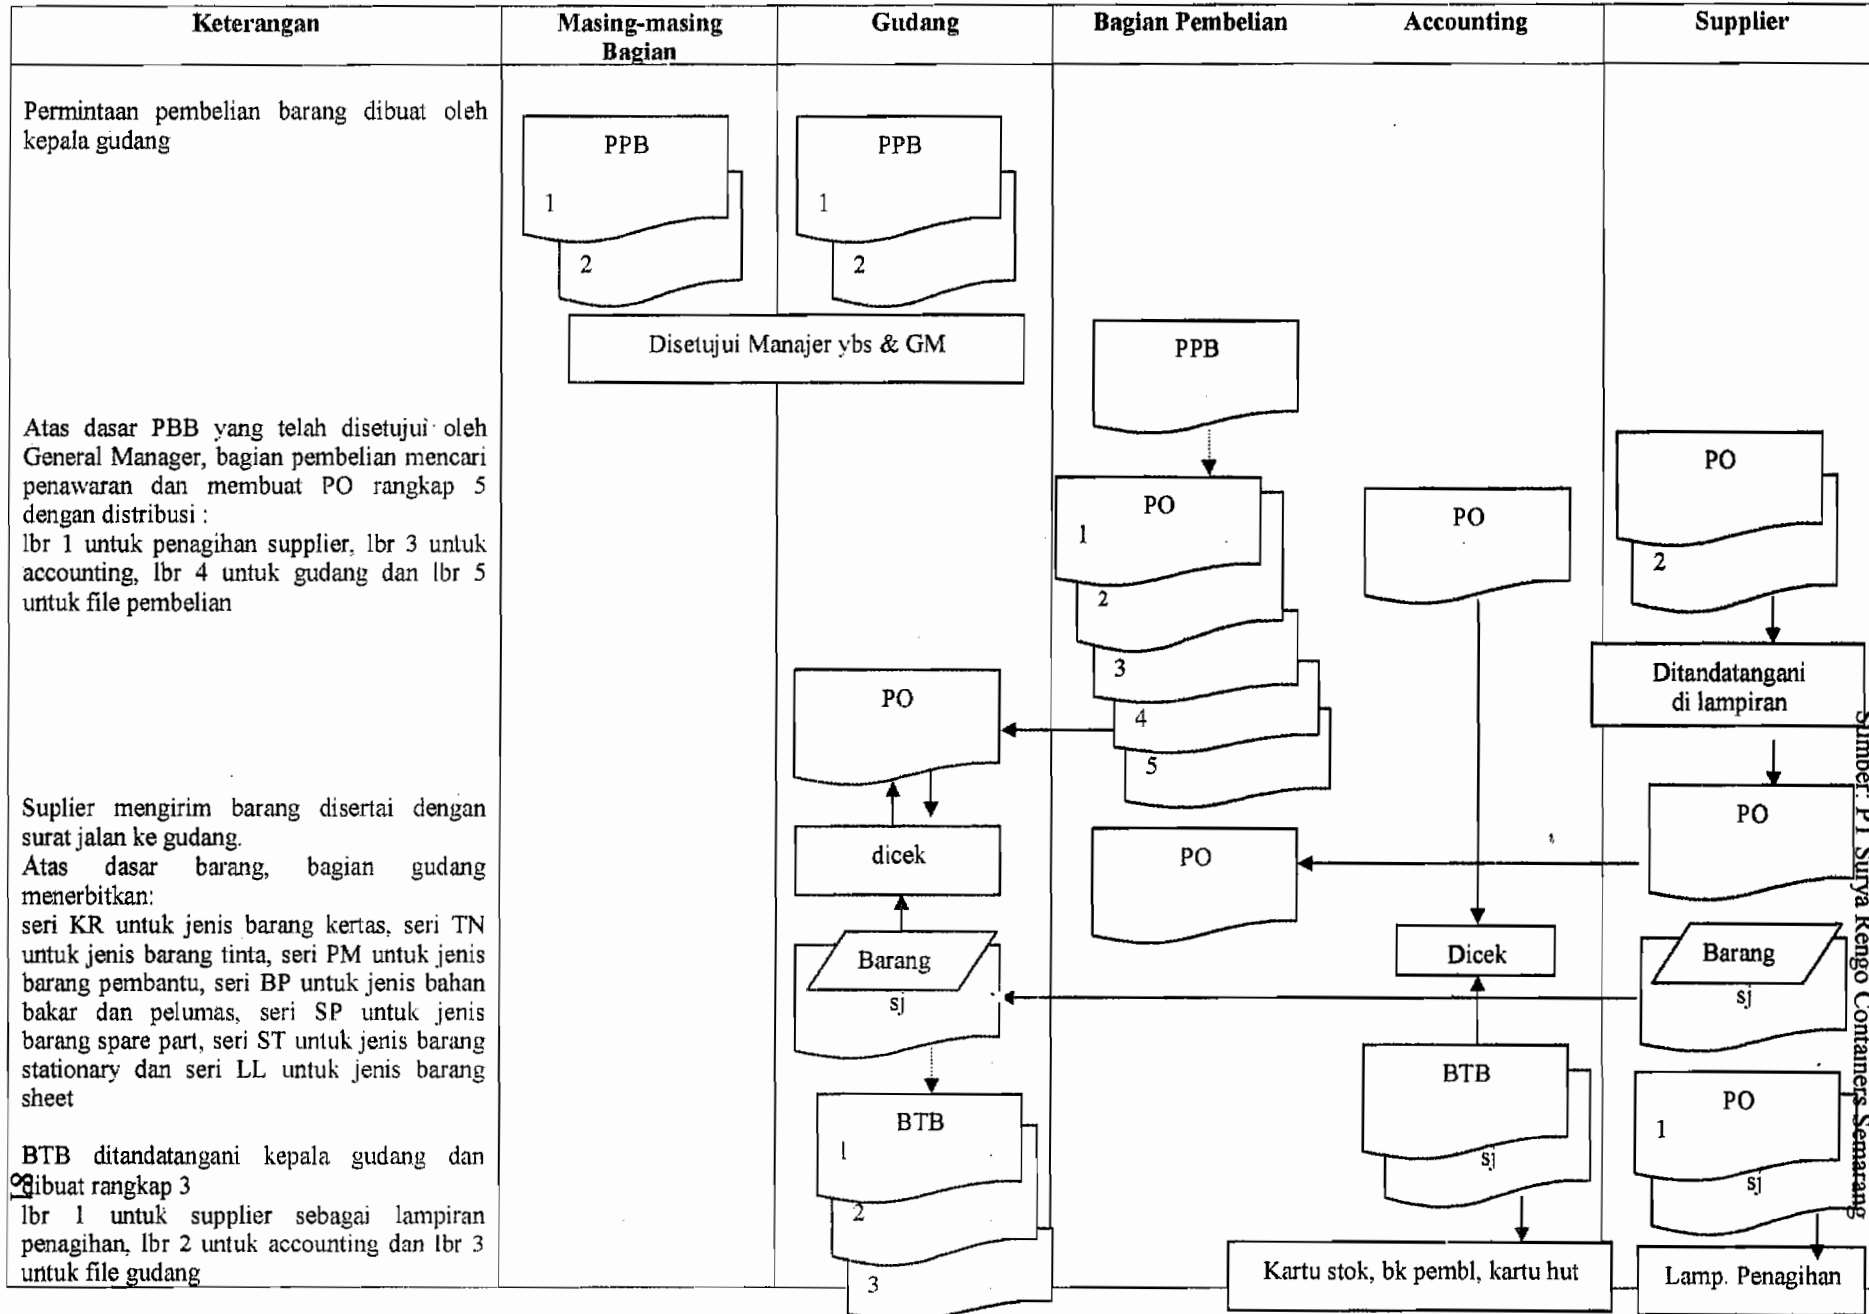 Keterangan
Masing-masing
Bagian
Gudang
Bagian Pembelian
Accounting
Supplier
Permintaan pembelian barang dibuat oleh
kepala gudang
Atas dasar PBB yang telah disetujui oleh
General Manager, bagian pembelian mencari
penawaran dan membuat PO rangkap 5
dengan distribusi :
lbr 1 untuk penagihan supplier, lbr 3 untuk
accounting, lbr 4 untuk gudang dan lbr 5
untuk file pembelian
Suplier mengirim barang disertai dengan
surat jalan ke gudang.
Atas dasar barang, bagian gudang
menerbitkan:
seri KR untuk jenis barang kertas, seri TN
untuk jenis barang tinta, seri PM untuk jenis
barang pembantu, seri BP untuk jenis bahan
bakar dan pelumas, seri SP untuk jenis
barang spare part, seri ST untuk jenis barang
stationary dan seri LL untuk jenis barang
sheet
BTB ditandatangani kepala gudang dan
dibuat rangkap 3
lbr 1 untuk supplier sebagai lampiran
penagihan, lbr 2 untuk accounting dan lbr 3
untuk file gudang
81
PPB
1
2
PPB
1
2
Disetujui Manajer ybs & GM
PO
dicek
Barang
sj
BTB
1
2
3
PPB
PO
1
2
3
4
5
PO
PO
Dicek
BTB
sj
Kartu stok, bk pembl, kartu hut
PO
2
Ditandatangani
di lampiran
PO
Barang
sj
PO
1
sj
Lamp. Penagihan
Sumber: PT Surya Rengo Containers Semarang